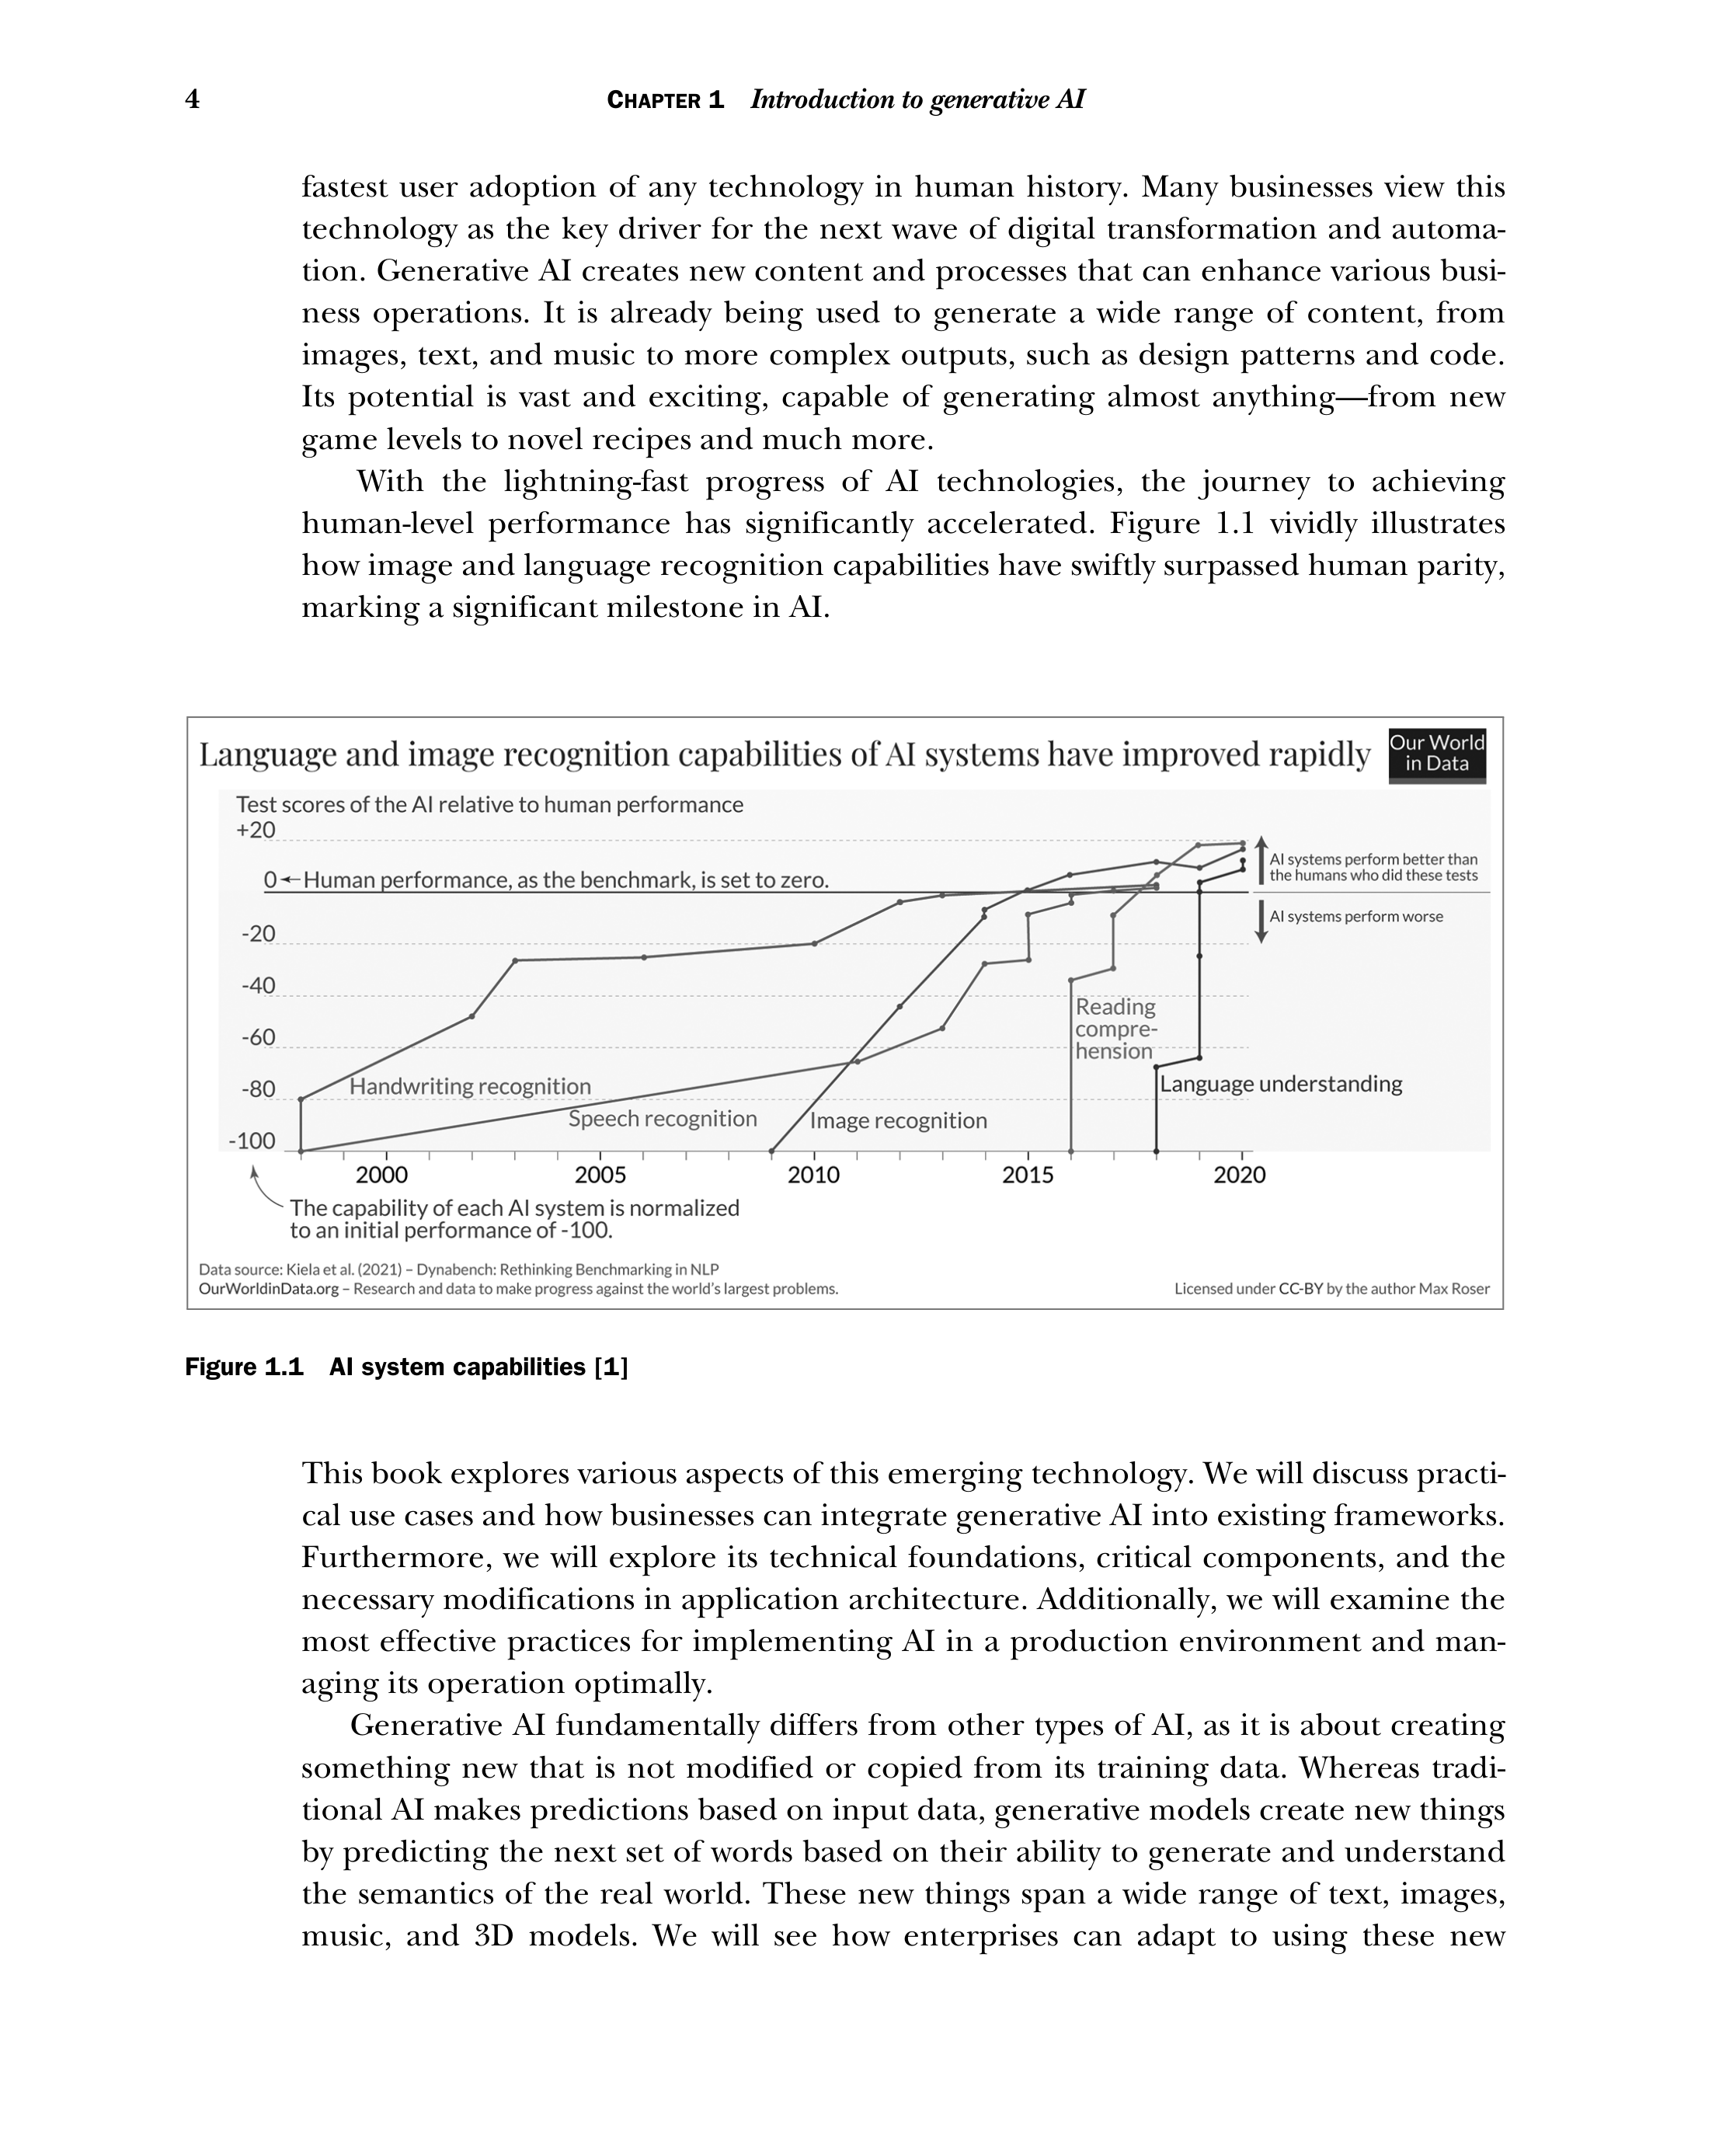 4
CHAPTER 1 Introduction to generative AI
fastest user adoption of any technology in human history. Many businesses view this
technology as the key driver for the next wave of digital transformation and automa-
tion. Generative AI creates new content and processes that can enhance various busi-
ness operations. It is already being used to generate a wide range of content, from
images, text, and music to more complex outputs, such as design patterns and code.
Its potential is vast and exciting, capable of generating almost anything—from new
game levels to novel recipes and much more.
With the lightning-fast progress of AI technologies, the journey to achieving
human-level performance has significantly accelerated. Figure 1.1 vividly illustrates
how image and language recognition capabilities have swiftly surpassed human parity,
marking a significant milestone in AI.
Language and image recognition capabilities of AI systems have improved rapidly
Our World
in Data
Test scores of the AI relative to human performance
+20
0
Human performance, as the benchmark, is set to zero.
AI systems perform better than
the humans who did these tests
AI systems perform worse
-20
-40
-60
-80
-100
Reading
compre-
hension
Language understanding
Handwriting recognition
Speech recognition
Image recognition
2000
2005
2010
2015
2020
The capability of each AI system is normalized
to an initial performance of -100.
Data source: Kiela et al. (2021) – Dynabench: Rethinking Benchmarking in NLP
OurWorldinData.org – Research and data to make progress against the world's largest problems.
Licensed under CC-BY by the author Max Roser
Figure 1.1 AI system capabilities [1]
This book explores various aspects of this emerging technology. We will discuss practi-
cal use cases and how businesses can integrate generative AI into existing frameworks.
Furthermore, we will explore its technical foundations, critical components, and the
necessary modifications in application architecture. Additionally, we will examine the
most effective practices for implementing AI in a production environment and man-
aging its operation optimally.
Generative AI fundamentally differs from other types of AI, as it is about creating
something new that is not modified or copied from its training data. Whereas tradi-
tional AI makes predictions based on input data, generative models create new things
by predicting the next set of words based on their ability to generate and understand
the semantics of the real world. These new things span a wide range of text, images,
music, and 3D models. We will see how enterprises can adapt to using these new